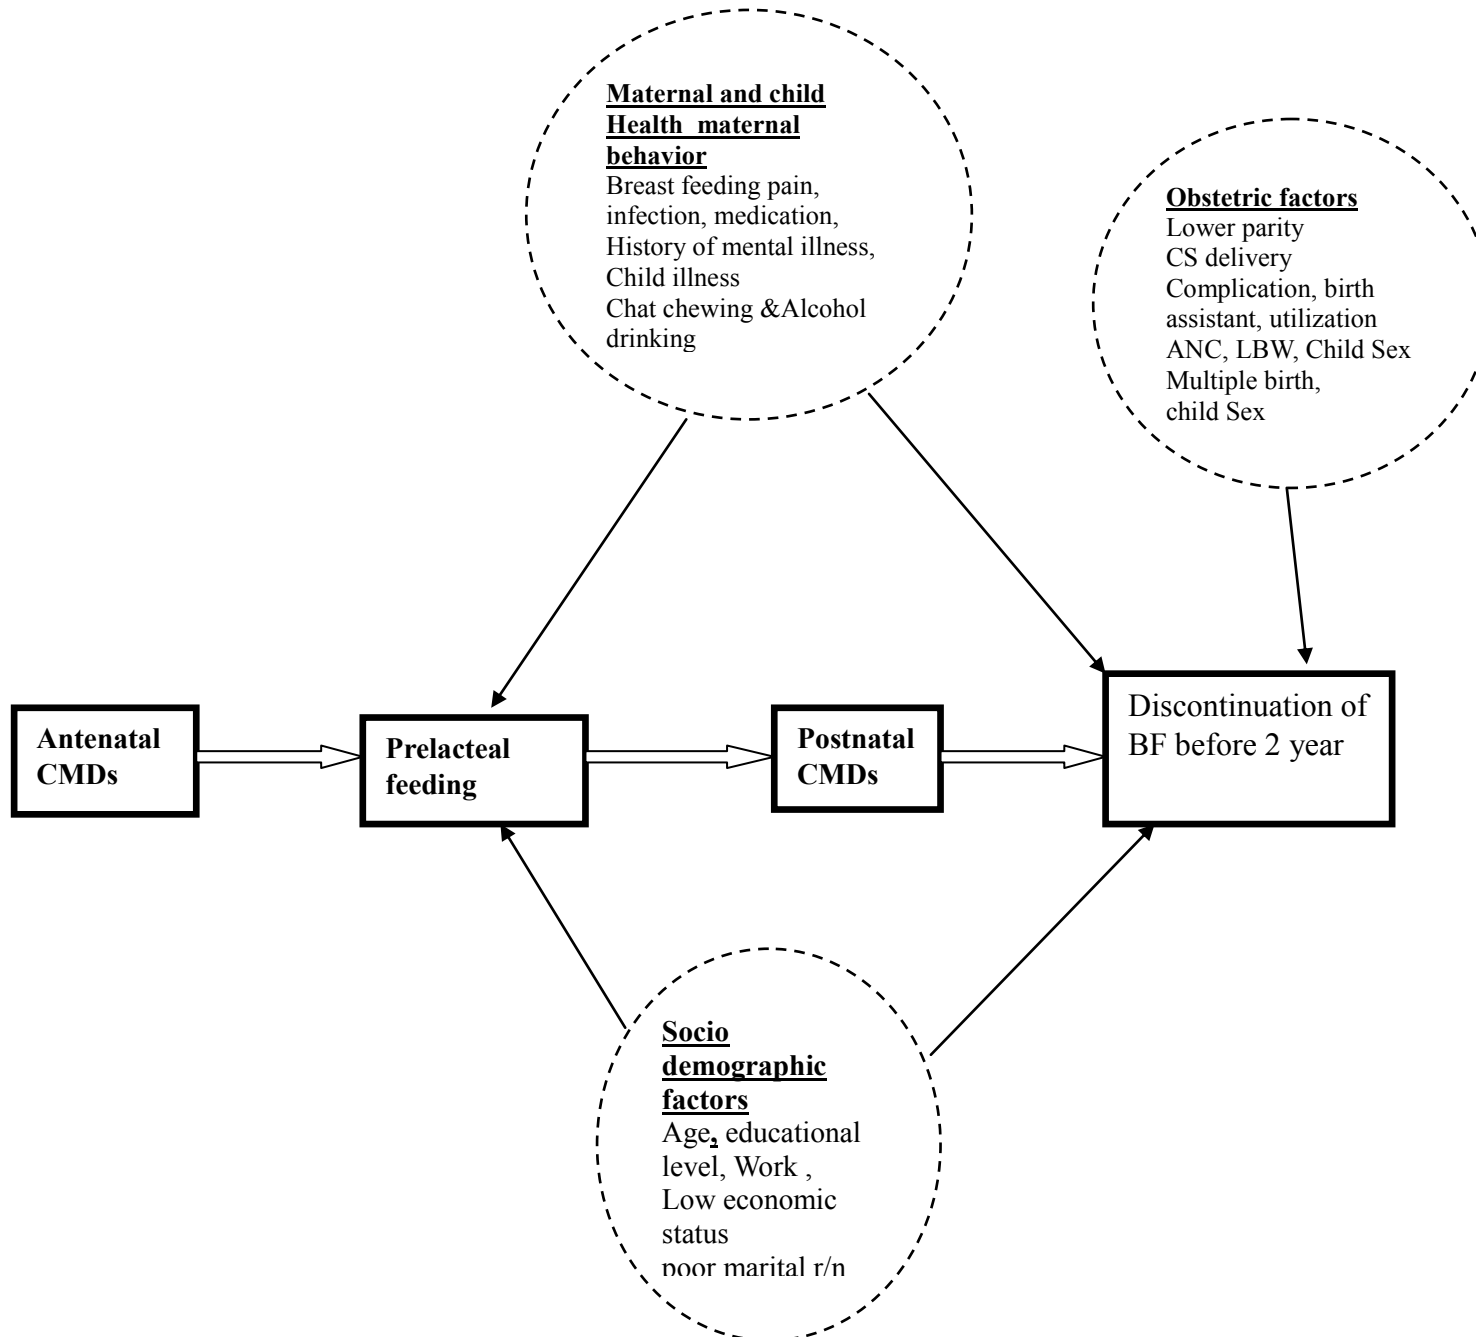 Maternal and child
Health maternal
behavior
Breast feeding pain,
infection, medication,
History of mental illness,
Child illness
Chat chewing &Alcohol
drinking
Obstetric factors
Lower parity
CS delivery
Complication, birth
assistant, utilization
ANC, LBW, Child Sex
Multiple birth,
child Sex
Antenatal
CMDs
Prelacteal
feeding
Postnatal
CMDs
Discontinuation of
BF before 2 year
Socio
demographic
factors
Age, educational
level, Work ,
Low economic
status
poor marital r/n